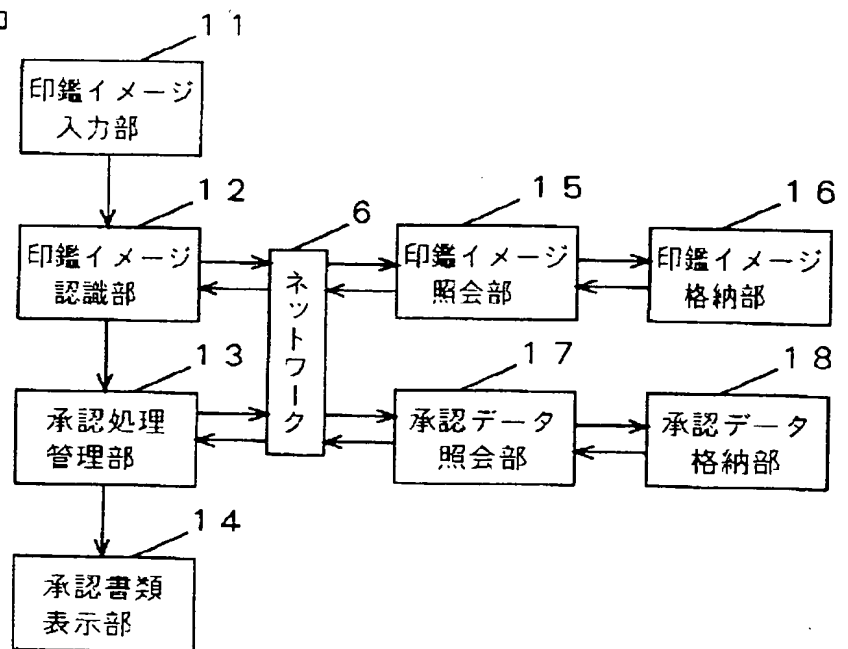 11
印鑑イメージ
入力部
12
印鑑イメージ
認識部
6
ネットワーク
15
印鑑イメージ
照会部
16
印鑑イメージ
格納部
13
承認処理
管理部
17
承認データ
照会部
18
承認データ
格納部
14
承認書類
表示部